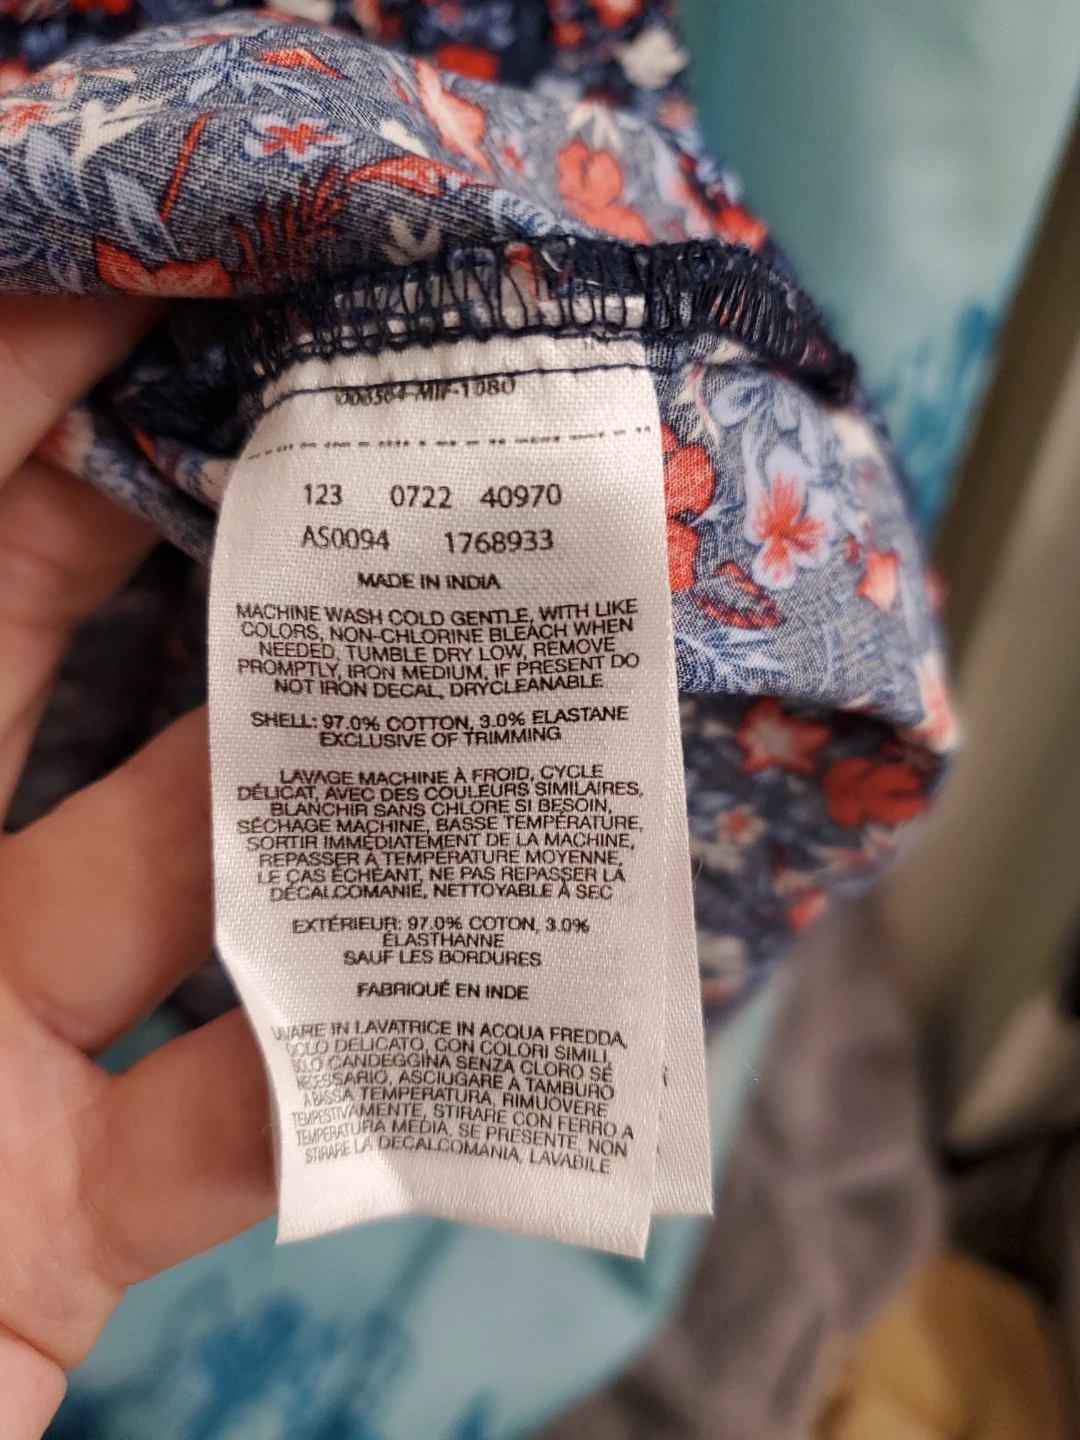 123 0722 40970
AS0094 1768933
MADE IN INDIA
MACHINE WASH COLD GENTLE, WITH LIKE
COLORS, NON-CHLORINE BLEACH WHEN
NEEDED, TUMBLE DRY LOW, REMOVE
PROMPTLY, IRON MEDIUM, IF PRESENT DO
NOT IRON DECAL, DRYCLEANABLE
SHELL: 97.0% COTTON, 3.0% ELASTANE
EXCLUSIVE OF TRIMMING
LAVAGE MACHINE À FROID, CYCLE
DÉLICAT, AVEC DES COULEURS SIMILAIRES,
BLANCHIR SANS CHLORE SI BESOIN,
SÉCHAGE MACHINE, BASSE TEMPÉRATURE,
SORTIR IMMÉDIATEMENT DE LA MACHINE,
REPASSER À TEMPÉRATURE MOYENNE,
LE CAS ÉCHÉANT, NE PAS REPASSER LA
DÉCALCOMANIE, NETTOYABLE À SEC
EXTÉRIEUR: 97.0% COTON, 3.0%
ÉLASTHANNE
SAUF LES BORDURES
FABRIQUÉ EN INDE
IN LAVATRICE IN ACQUA FREDDA,
DELICATO, CON COLORI SIMILI,
CANDEGGINA SENZA CLORO SE
NECESSARIO, ASCIUGARE A TAMBURO
A BASSA TEMPERATURA, RIMUOVERE
TEMPESTIVAMENTE, STIRARE CON FERRO A
TEMPERATURA MEDIA, SE PRESENTE, NON
STIRARE LA DECALCOMANIA, LAVABILE